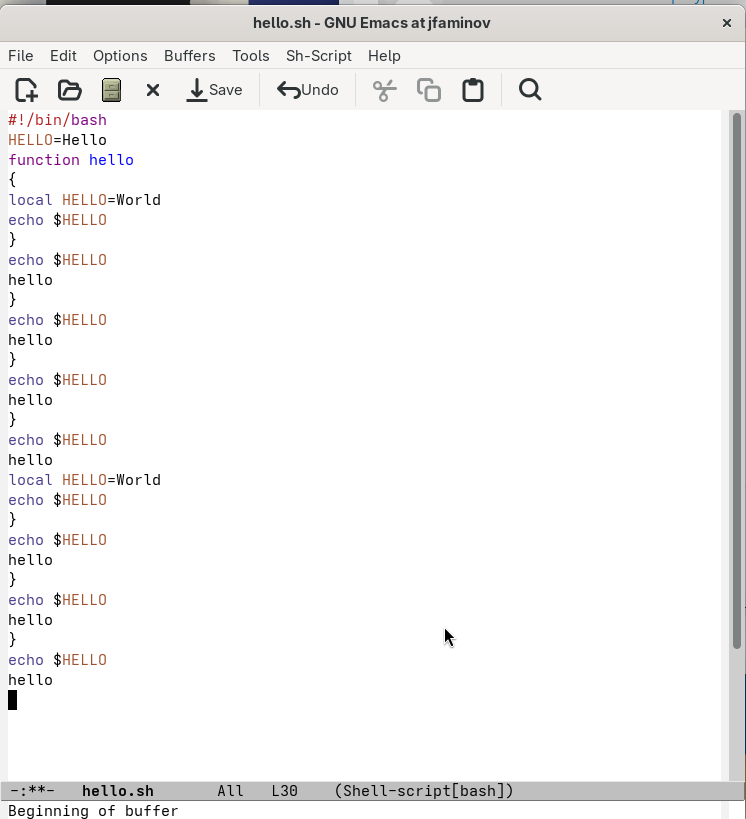 hello.sh - GNU Emacs at jfaminov
File Edit Options Buffers Tools Sh-Script Help
Save Undo
#!/bin/bash
HELLO=Hello
function hello
{
local HELLO=World
echo $HELLO
}
echo $HELLO
hello
}
echo $HELLO
hello
}
echo $HELLO
hello
}
echo $HELLO
hello
local HELLO=World
echo $HELLO
}
echo $HELLO
hello
}
echo $HELLO
hello
}
echo $HELLO
hello
-:**- hello.sh All L30 (Shell-script[bash])
Beginning of buffer